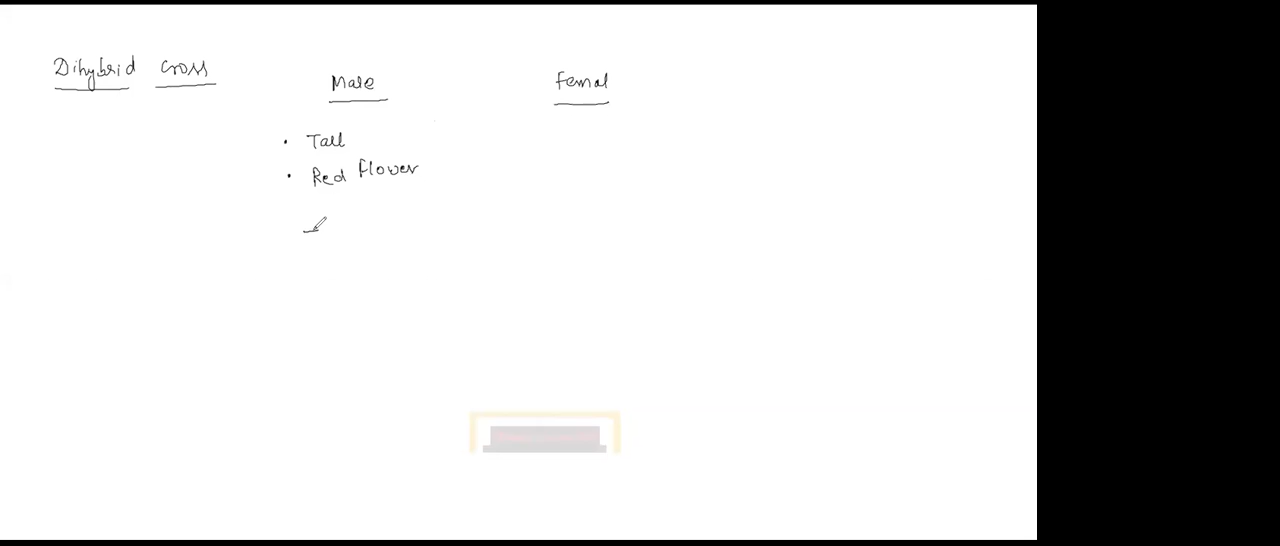 Dihybrid cross
Male
Femal
• Tall
• Red Flower